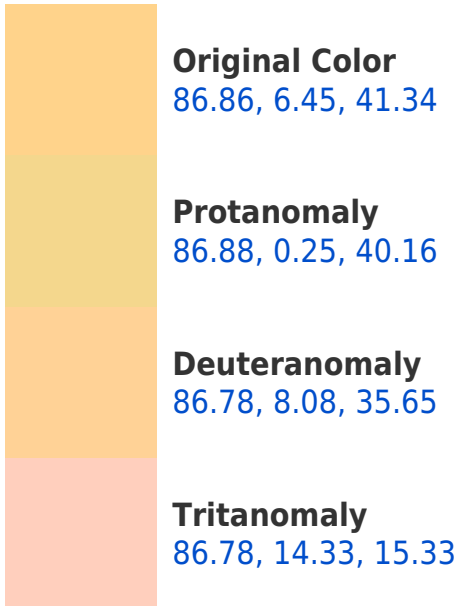 Original Color
86.86, 6.45, 41.34
Protanomaly
86.88, 0.25, 40.16
Deuteranomaly
86.78, 8.08, 35.65
Tritanomaly
86.78, 14.33, 15.33